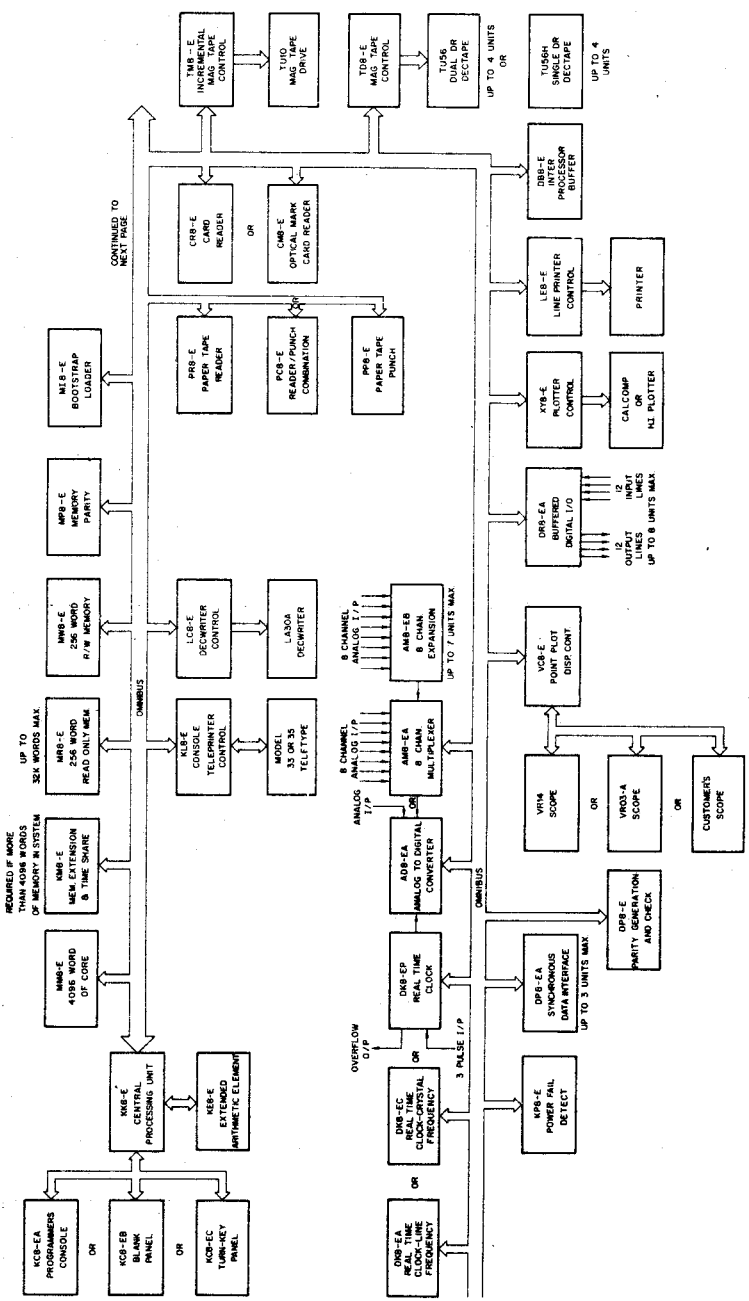 KC8-EA
PROGRAMMERS
CONSOLE
OR
KC8-EB
BLANK
PANEL
OR
KC8-EC
TURN-KEY
PANEL
KK8-E
CENTRAL
PROCESSING UNIT
KE8-E
EXTENDED
ARITHMETIC ELEMENT
MM8-E
4096 WORD
OF CORE
REQUIRED IF MORE
THAN 4096 WORDS
OF MEMORY IN SYSTEM
KM8-E
MEM. EXTENSION
& TIME SHARE
UP TO
32K WORDS MAX.
MR8-E
256 WORD
READ ONLY MEM.
MW8-E
256 WORD
R/W MEMORY
MP8-E
MEMORY
PARITY
MI8-E
BOOTSTRAP
LOADER
CONTINUED TO
NEXT PAGE
OMNIBUS
KL8-E
CONSOLE
TELEPRINTER
CONTROL
MODEL
33 OR 35
TELETYPE
LC8-E
DECWRITER
CONTROL
LA30A
DECWRITER
PR8-E
PAPER TAPE
READER
OR
PC8-E
READER/PUNCH
COMBINATION
PP8-E
PAPER TAPE
PUNCH
CR8-E
CARD
READER
OR
CM8-E
OPTICAL MARK
CARD READER
TM8-E
INCREMENTAL
MAG TAPE
CONTROL
TU10
MAG TAPE
DRIVE
TD8-E
MAG TAPE
CONTROL
TU56
DUAL DR
DECTAPE
UP TO 4 UNITS
OR
TU56H
SINGLE DR
DECTAPE
UP TO 4
UNITS
DK8-EA
REAL TIME
CLOCK-LINE
FREQUENCY
OR
DK8-EC
REAL TIME
CLOCK-CRYSTAL
FREQUENCY
OR
OVERFLOW
O/P
3 PULSE I/P
DK8-EP
REAL TIME
CLOCK
AD8-EA
ANALOG TO DIGITAL
CONVERTER
ANALOG
I/P
OR
8 CHANNEL
ANALOG I/P
AM8-EA
8 CHAN.
MULTIPLEXER
8 CHANNEL
ANALOG I/P
AM8-EB
8 CHAN.
EXPANSION
UP TO 7 UNITS MAX.
OMNIBUS
KP8-E
POWER FAIL
DETECT
DP8-EA
SYNCHRONOUS
DATA INTERFACE
UP TO 3 UNITS MAX
DP8-E
PARITY GENERATION
AND CHECK
VC8-E
POINT PLOT
DISP. CONT.
VR14
SCOPE
OR
VR03-A
SCOPE
OR
CUSTOMER'S
SCOPE
DR8-EA
BUFFERED
DIGITAL I/O
12
OUTPUT
LINES
12
INPUT
LINES
UP TO 8 UNITS MAX.
XY8-E
PLOTTER
CONTROL
CALCOMP
OR
H.I. PLOTTER
LE8-E
LINE PRINTER
CONTROL
PRINTER
DB8-E
INTER
PROCESSOR
BUFFER